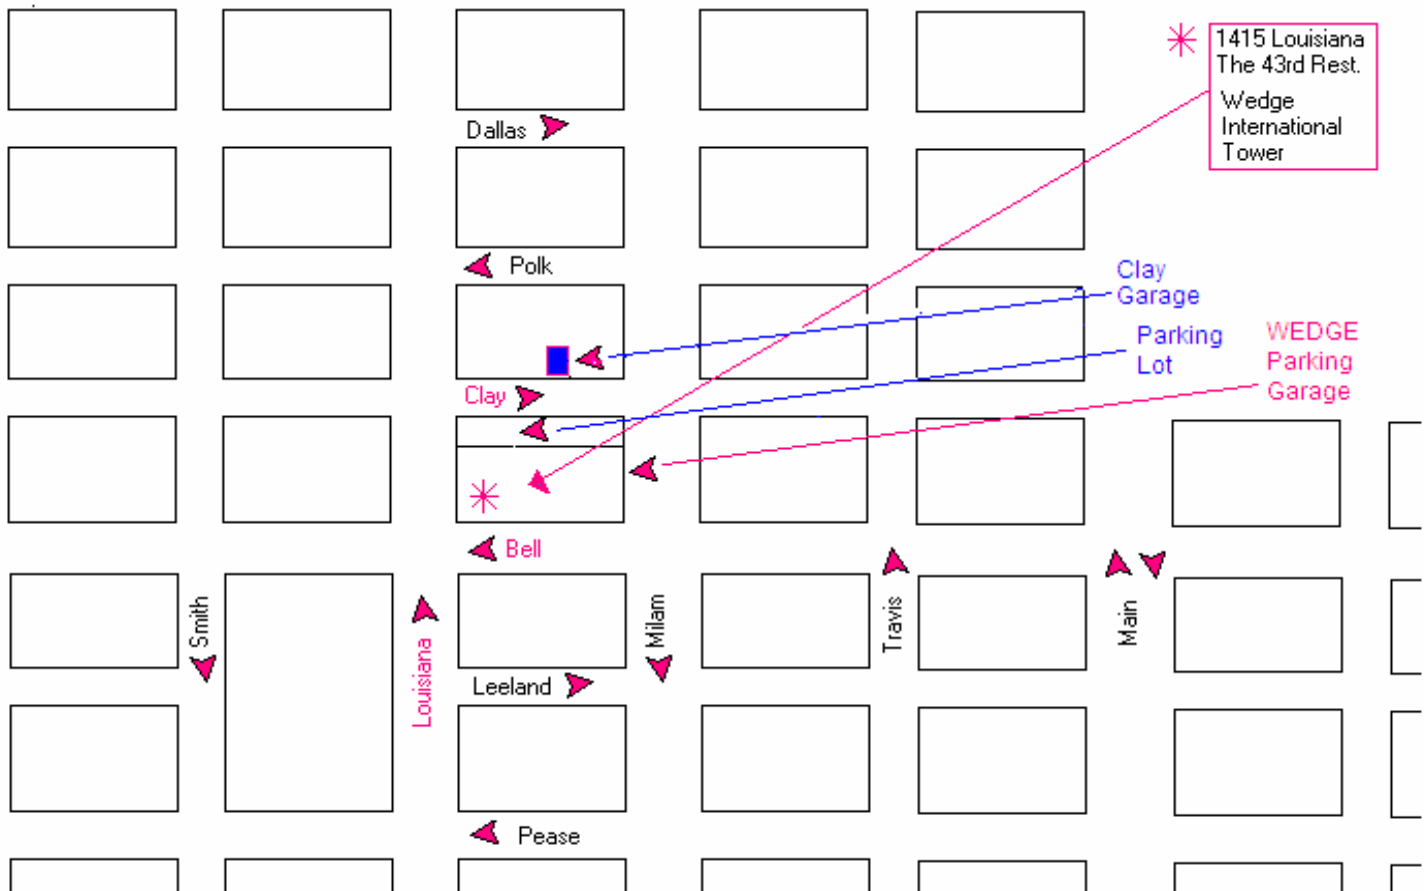 1415 Louisiana
The 43rd Rest.
Wedge
International
Tower
Dallas
Polk
Clay
Garage
Parking
Lot
WEDGE
Parking
Garage
Clay
Bell
Smith
Louisiana
Milam
Travis
Main
Leeland
Pease